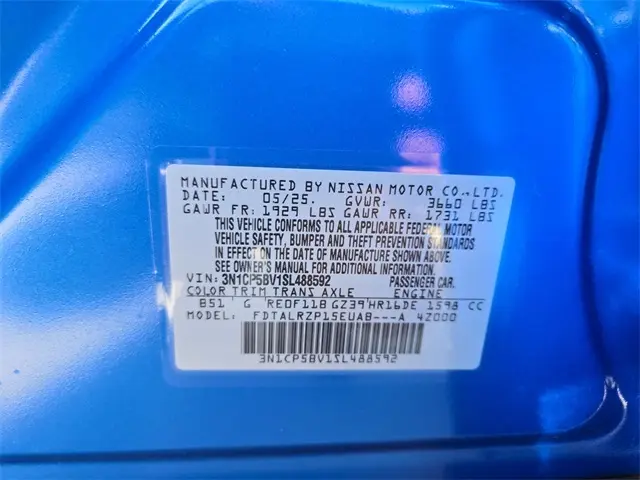 MANUFACTURED BY NISSAN MOTOR CO.,LTD.
DATE: 05/25. GVWR: 3660 LBS
GAWR FR: 1929 LBS GAWR RR: 1731 LBS
THIS VEHICLE CONFORMS TO ALL APPLICABLE FEDERAL MOTOR
VEHICLE SAFETY, BUMPER AND THEFT PREVENTION STANDARDS
IN EFFECT ON THE DATE OF MANUFACTURE SHOWN ABOVE.
SEE OWNER'S MANUAL FOR ADDITIONAL INFORMATION.
VIN: 3N1CP5BV1SL488592 PASSENGER CAR.
COLOR TRIM TRANS AXLE ENGINE
B51 G RE0F11B GZ39 HR16DE 1598 CC
MODEL: FDTALRZP15EUAB---A 42000
3N1CP5BV1SL488592